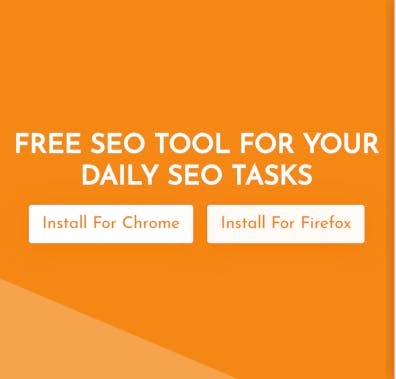 FREE SEO TOOL FOR YOUR
DAILY SEO TASKS
Install For Chrome
Install For Firefox